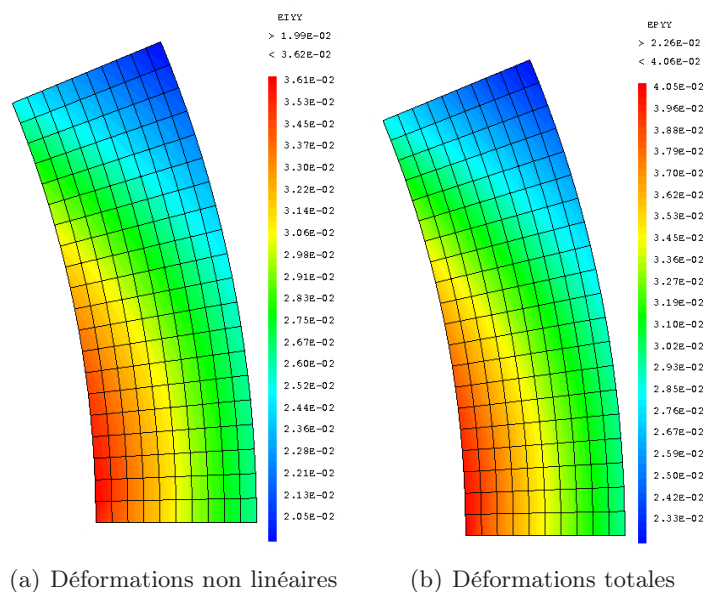 EIYY
> 1.99E-02
< 3.62E-02
3.61E-02
3.53E-02
3.45E-02
3.37E-02
3.30E-02
3.22E-02
3.14E-02
3.06E-02
2.98E-02
2.91E-02
2.83E-02
2.75E-02
2.67E-02
2.60E-02
2.52E-02
2.44E-02
2.36E-02
2.28E-02
2.21E-02
2.13E-02
2.05E-02
(a) Déformations non linéaires
EPYY
> 2.26E-02
< 4.06E-02
4.05E-02
3.96E-02
3.88E-02
3.79E-02
3.70E-02
3.62E-02
3.53E-02
3.45E-02
3.36E-02
3.27E-02
3.19E-02
3.10E-02
3.02E-02
2.93E-02
2.85E-02
2.76E-02
2.67E-02
2.59E-02
2.50E-02
2.42E-02
2.33E-02
(b) Déformations totales